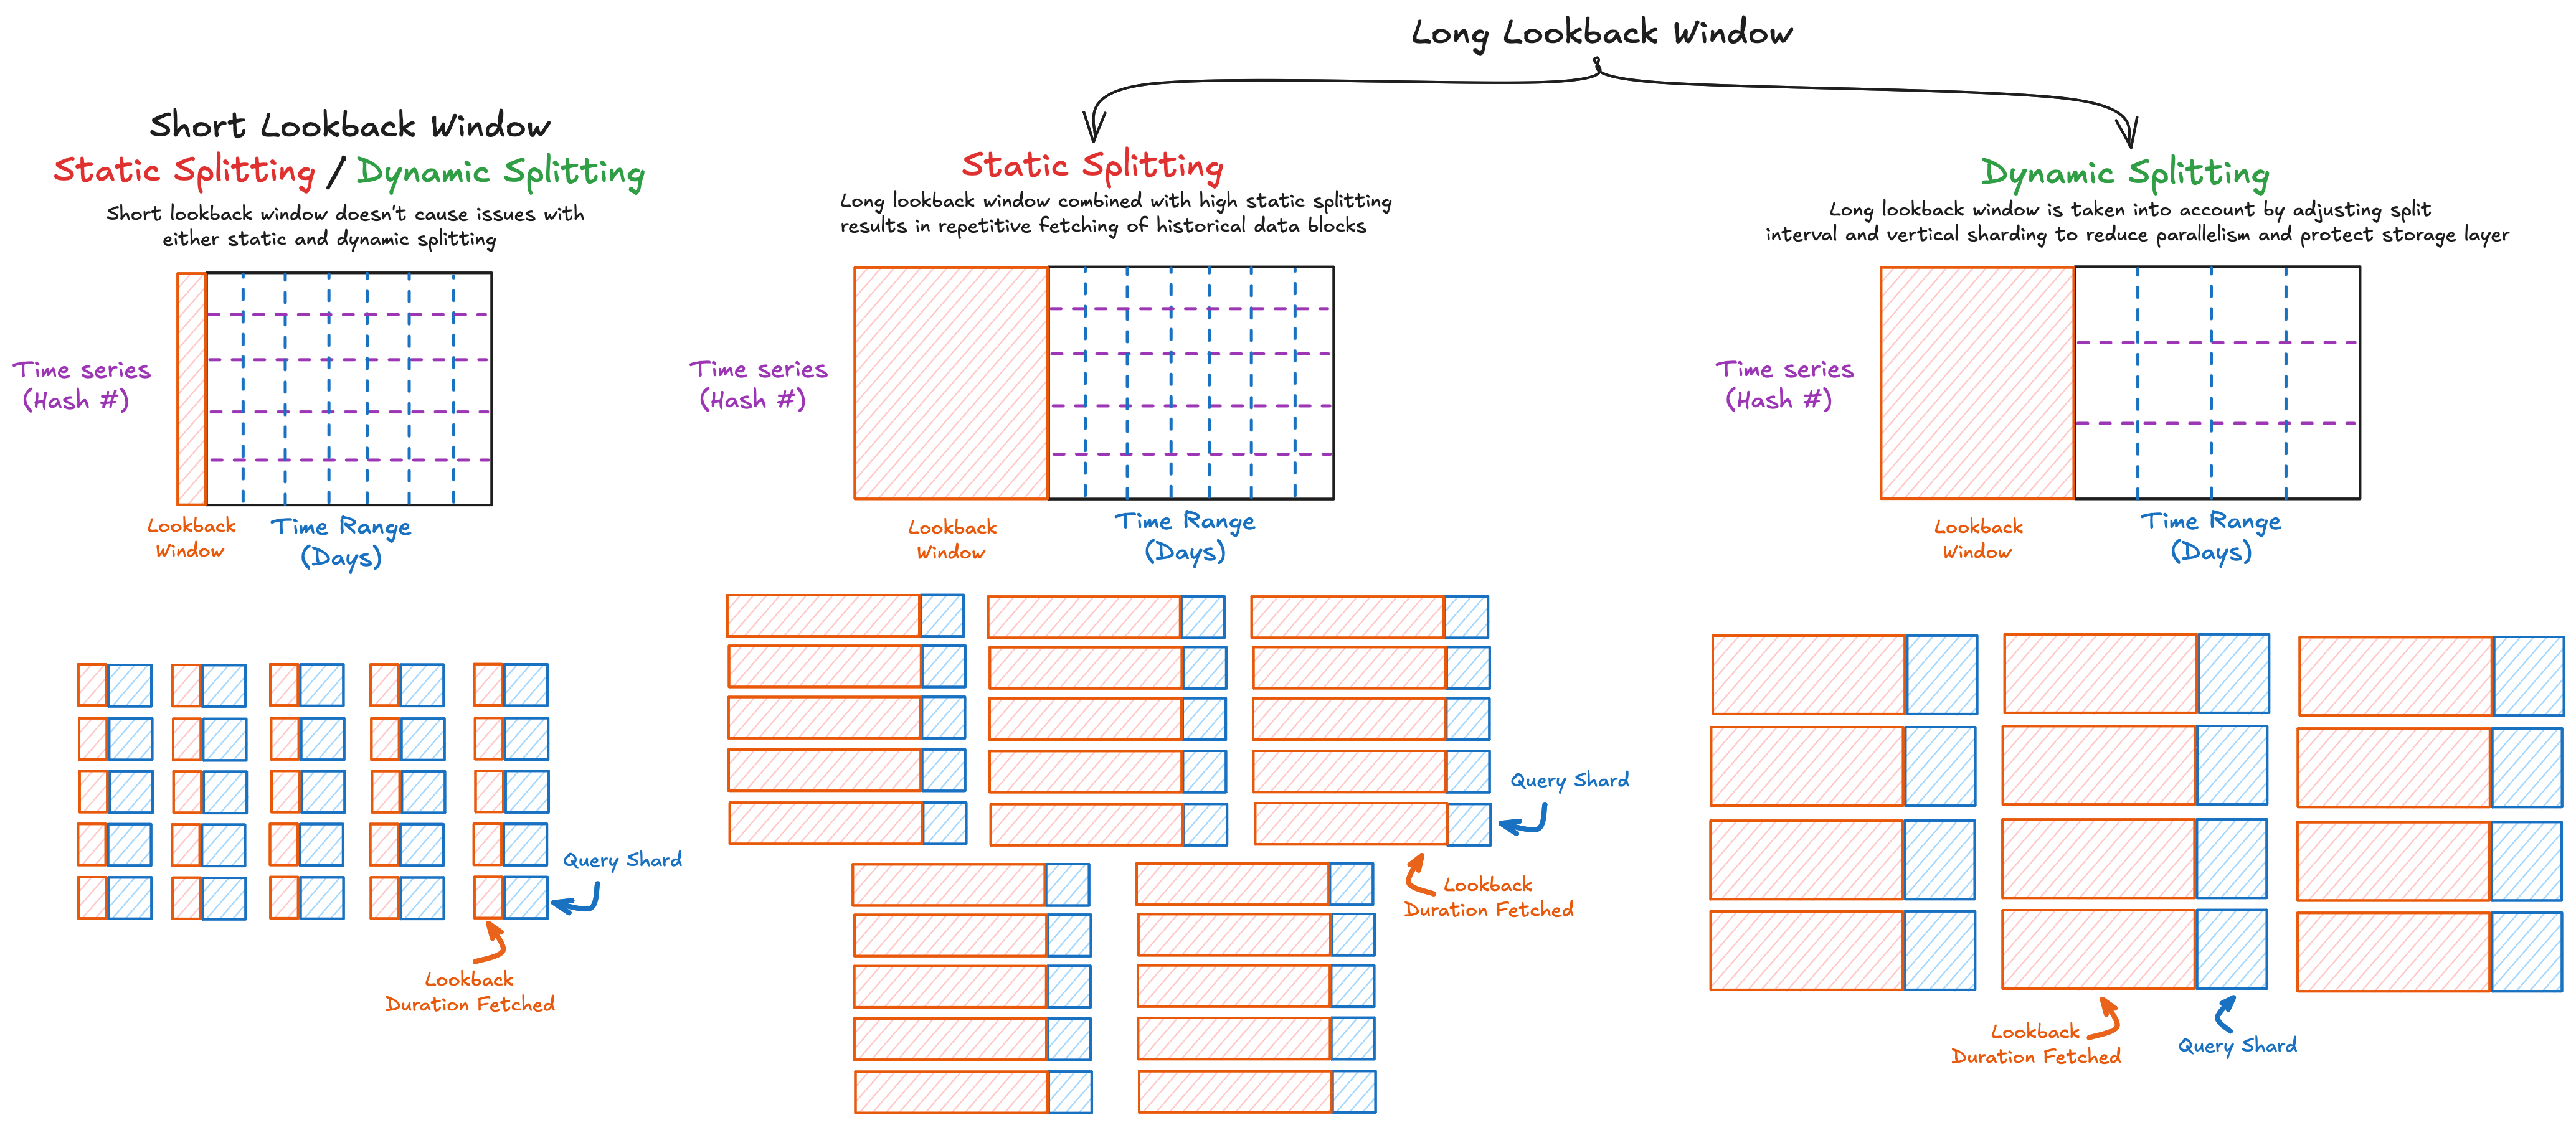 Long Lookback Window
Short Lookback Window
Static Splitting / Dynamic Splitting
Short lookback window doesn't cause issues with
either static and dynamic splitting
Time series
(Hash #)
Lookback
Window
Time Range
(Days)
Query Shard
Lookback
Duration Fetched
Static Splitting
Long lookback window combined with high static splitting
results in repetitive fetching of historical data blocks
Time series
(Hash #)
Lookback
Window
Time Range
(Days)
Query Shard
Lookback
Duration Fetched
Dynamic Splitting
Long lookback window is taken into account by adjusting split
interval and vertical sharding to reduce parallelism and protect storage layer
Time series
(Hash #)
Lookback
Window
Time Range
(Days)
Lookback
Duration Fetched
Query Shard